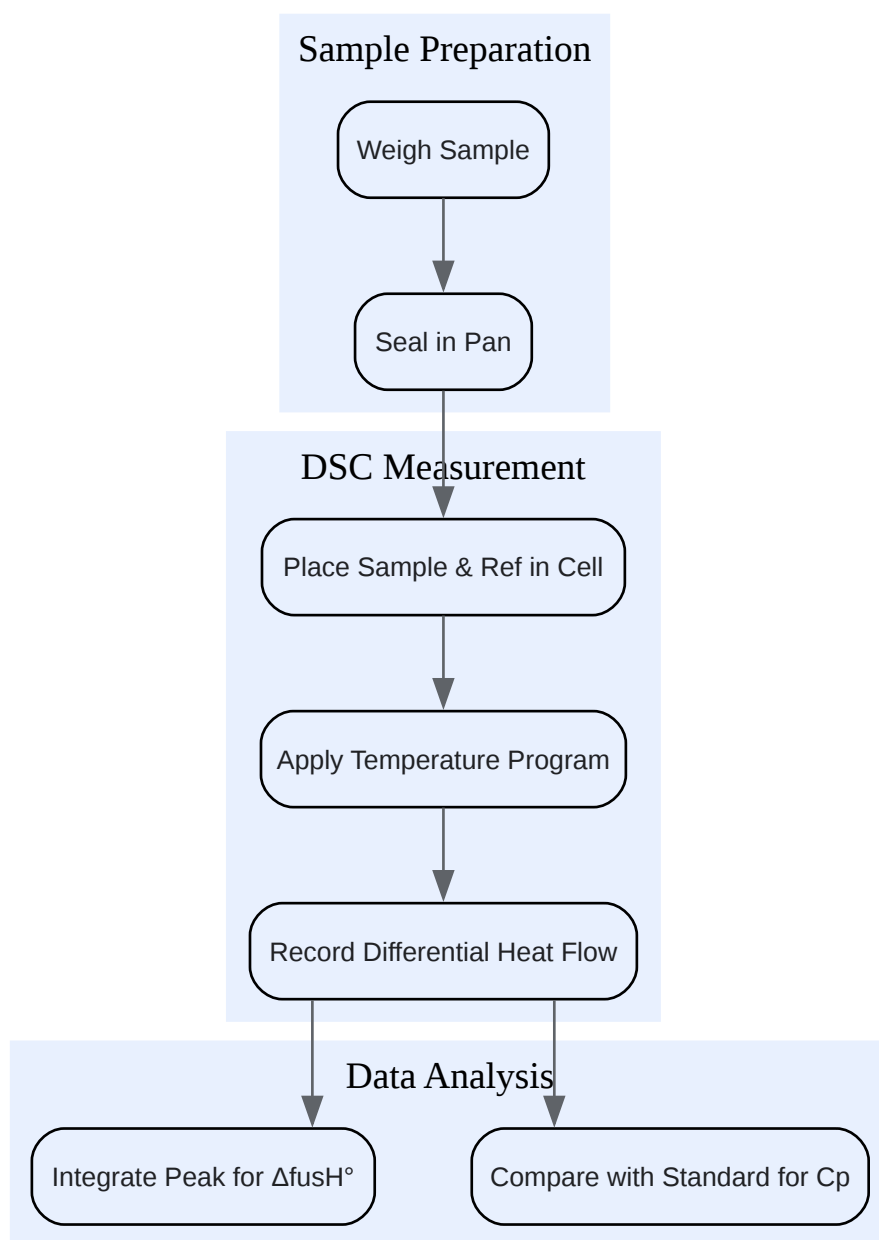 Sample Preparation
Weigh Sample
Seal in Pan
DSC Measurement
Place Sample & Ref in Cell
Apply Temperature Program
Record Differential Heat Flow
Data Analysis
Integrate Peak for ΔfusH°
Compare with Standard for Cp